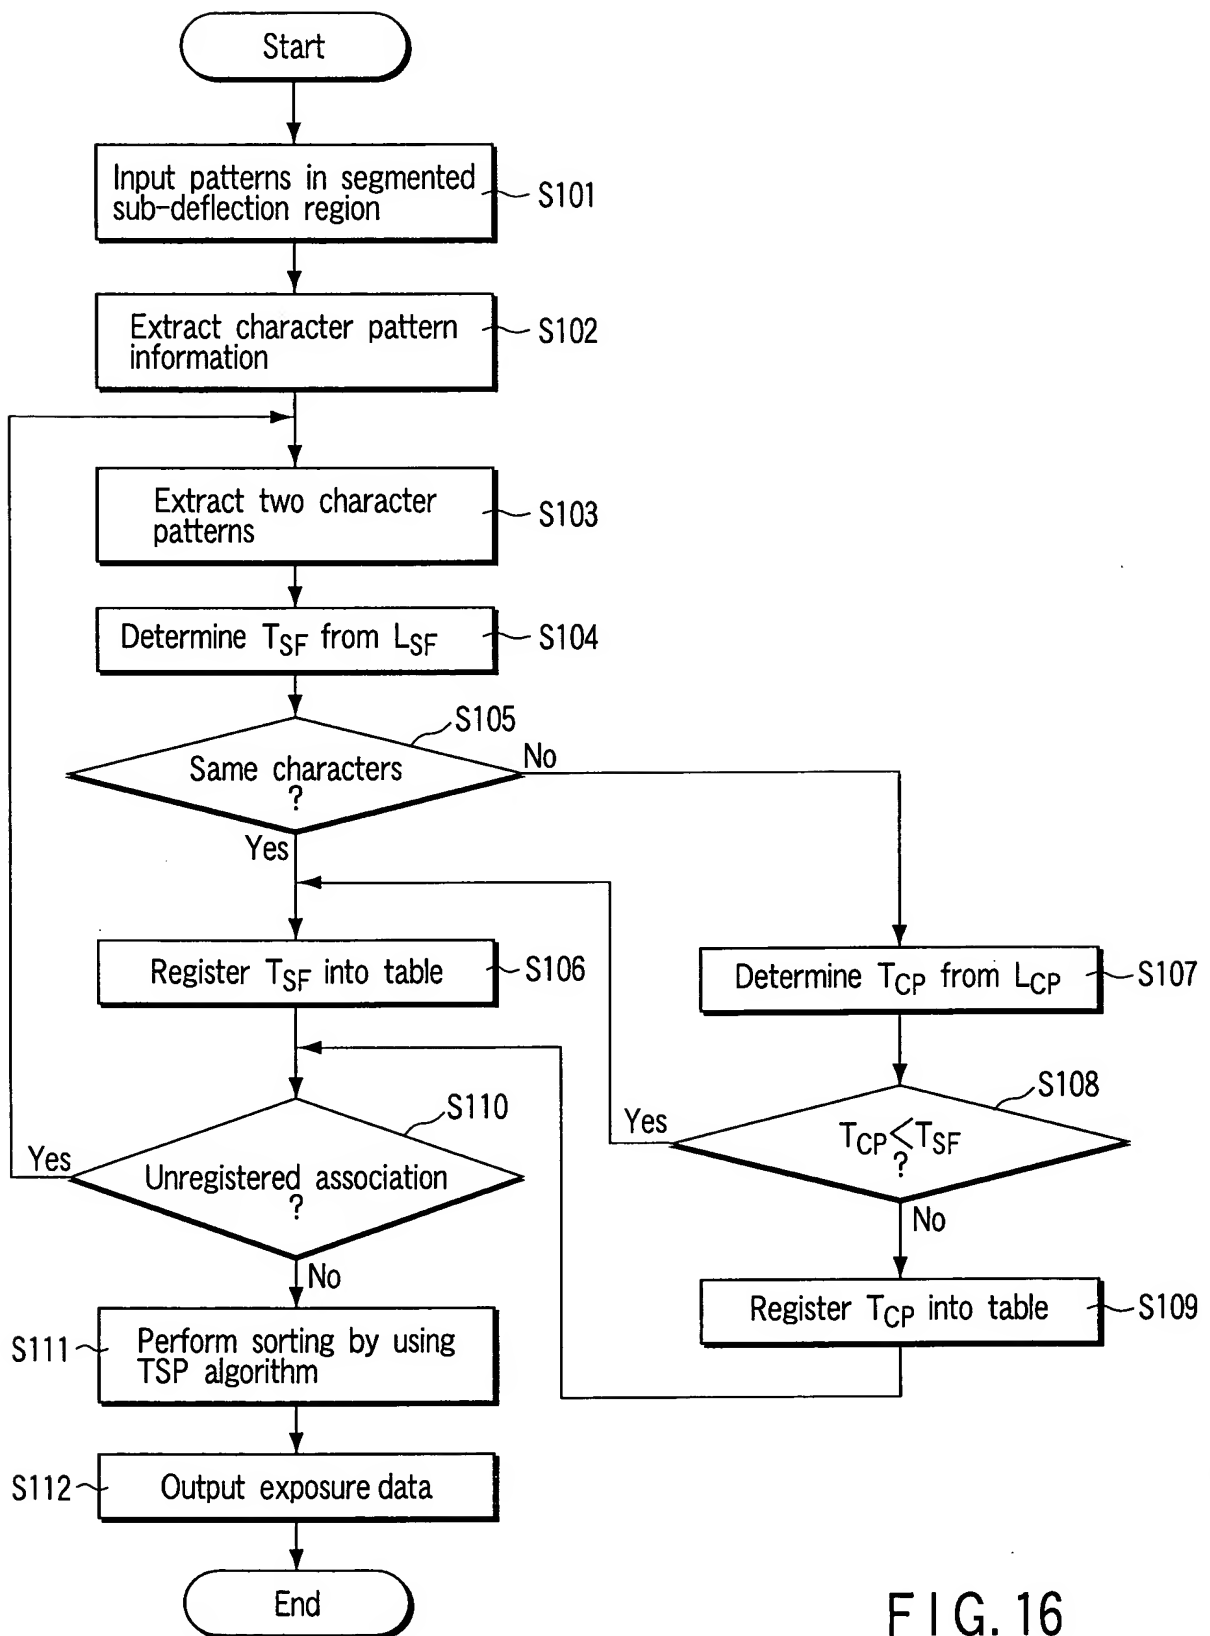 Start
Input patterns in segmented
sub-deflection region
S101
Extract character pattern
information
S102
Extract two character
patterns
S103
Determine TSF from LSF
S104
S105
Same characters
?
No
Yes
Register TSF into table
S106
Determine TCP from LCP
S107
S108
TCP<TSF
?
Yes
No
Register TCP into table
S109
S110
Unregistered association
?
Yes
No
S111
Perform sorting by using
TSP algorithm
S112
Output exposure data
End
FIG. 16